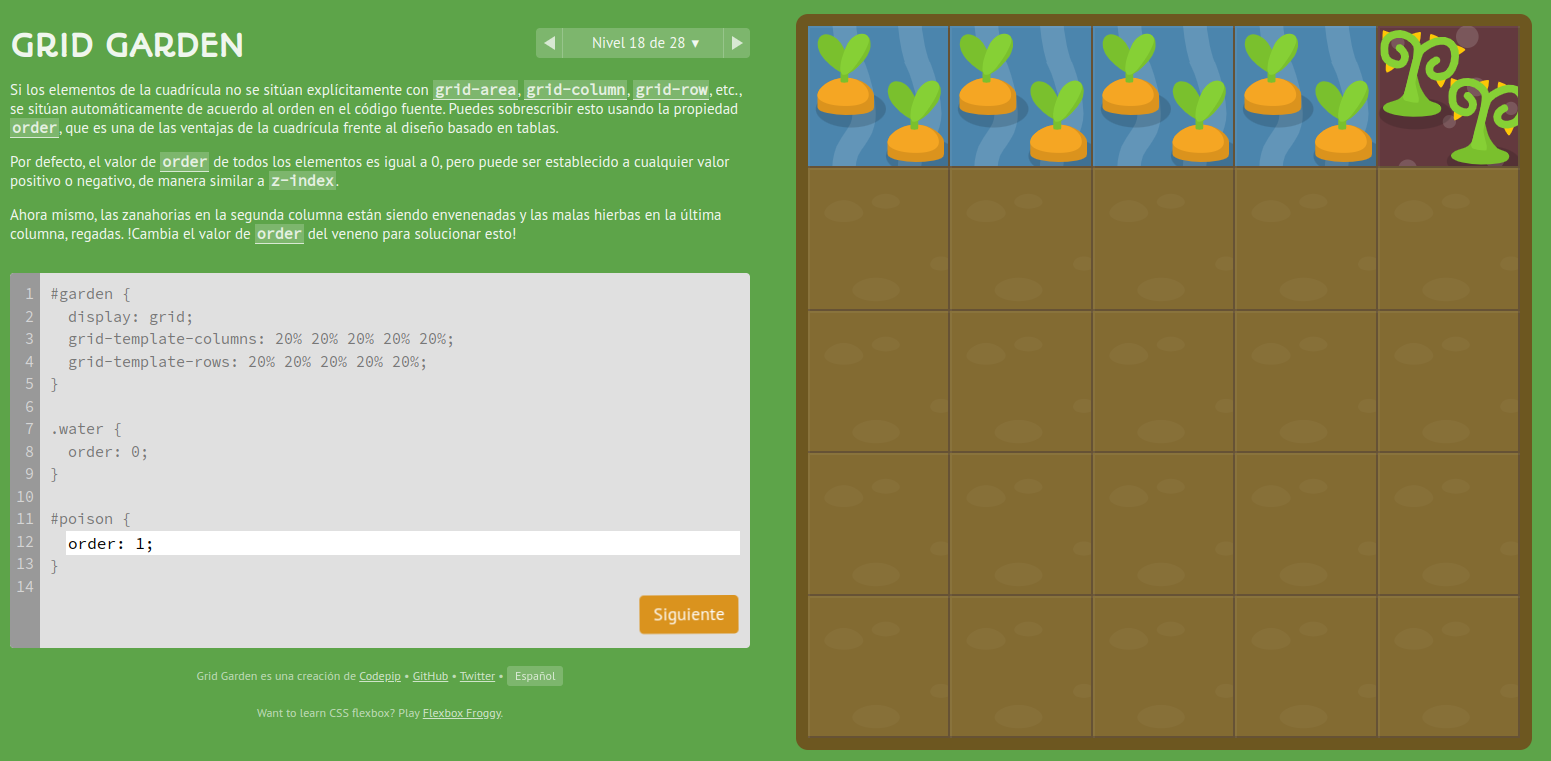 GRID GARDEN
◀ Nivel 18 de 28 ▼ ▶
Si los elementos de la cuadrícula no se sitúan explícitamente con grid-area, grid-column, grid-row, etc.,
se sitúan automáticamente de acuerdo al orden en el código fuente. Puedes sobrescribir esto usando la propiedad
order, que es una de las ventajas de la cuadrícula frente al diseño basado en tablas.
Por defecto, el valor de order de todos los elementos es igual a 0, pero puede ser establecido a cualquier valor
positivo o negativo, de manera similar a z-index.
Ahora mismo, las zanahorias en la segunda columna están siendo envenenadas y las malas hierbas en la última
columna, regadas. !Cambia el valor de order del veneno para solucionar esto!
1 #garden {
2 display: grid;
3 grid-template-columns: 20% 20% 20% 20% 20%;
4 grid-template-rows: 20% 20% 20% 20% 20%;
5 }
6
7 .water {
8 order: 0;
9 }
10
11 #poison {
12 order: 1;
13 }
14
Siguiente
Grid Garden es una creación de Codepip • GitHub • Twitter • Español
Want to learn CSS flexbox? Play Flexbox Froggy.